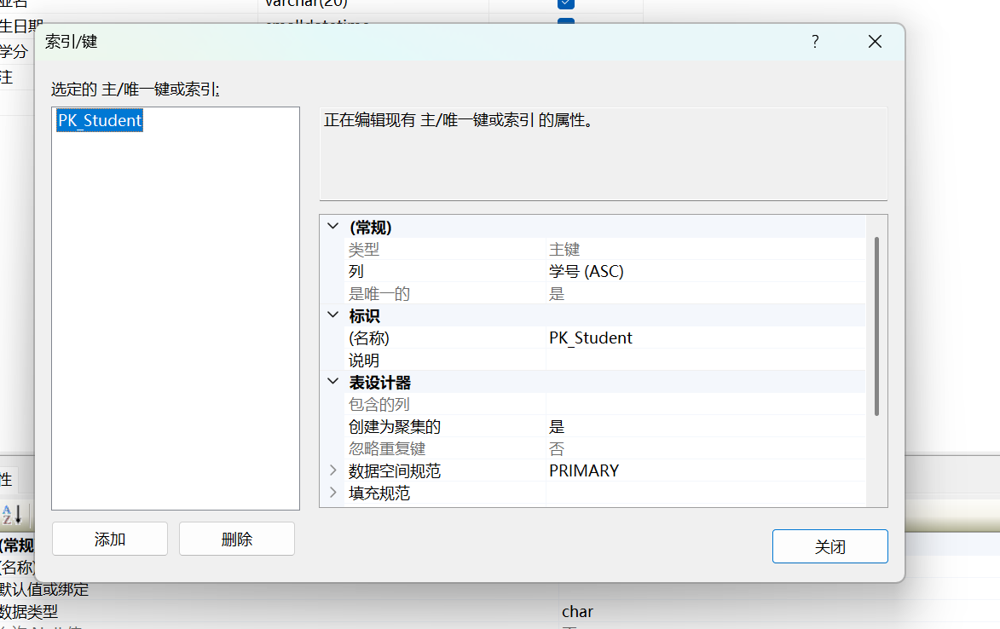 varchar(20)
生日期
学分
注
索引/键
?
选定的 主/唯一键或索引:
PK_Student
正在编辑现有 主/唯一键或索引 的属性。
(常规)
类型 主键
列 学号 (ASC)
是唯一的 是
标识
(名称) PK_Student
说明
表设计器
包含的列
创建为聚集的 是
忽略重复键 否
数据空间规范 PRIMARY
填充规范
添加
删除
关闭
性
A Z
(常规
(名称)
默认值或绑定
数据类型 char